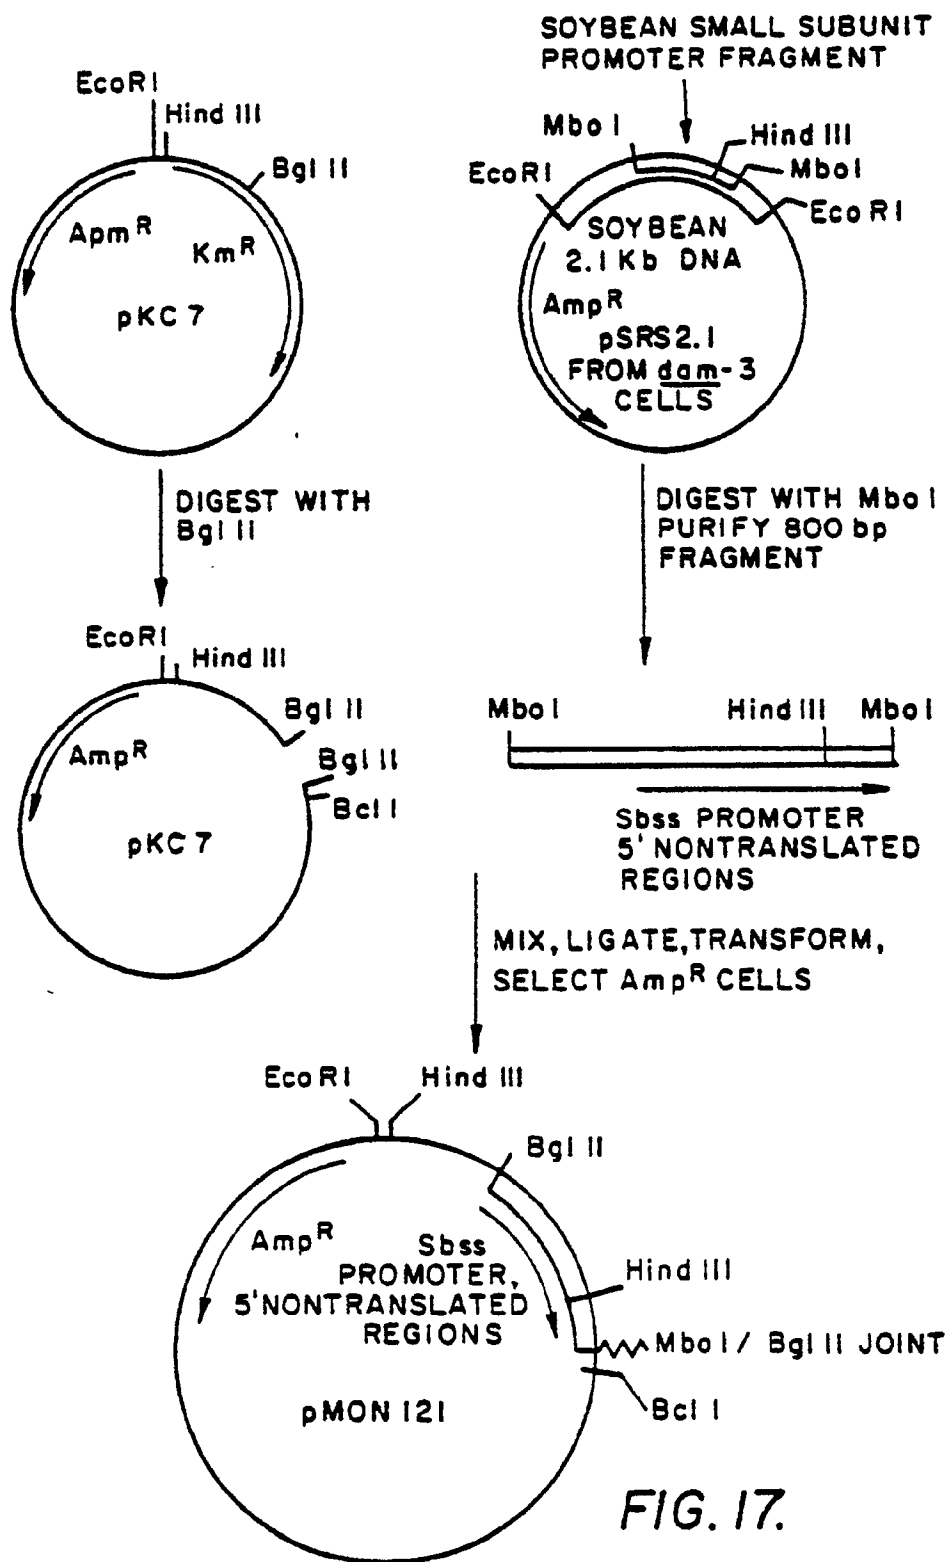 EcoRI
Hind III
Bgl II
Apm^R
Km^R
pKC 7
SOYBEAN SMALL SUBUNIT
PROMOTER FRAGMENT
Mbo I
Hind III
Mbo I
EcoRI
EcoRI
SOYBEAN
2.1 Kb DNA
Amp^R
pSRS2.1
FROM dam-3
CELLS
DIGEST WITH
Bgl II
DIGEST WITH Mbo I
PURIFY 800 bp
FRAGMENT
EcoRI
Hind III
Bgl II
Bgl II
Bcl I
Amp^R
pKC 7
Mbo I
Hind III
Mbo I
Sbss PROMOTER
5' NONTRANSLATED
REGIONS
MIX, LIGATE, TRANSFORM,
SELECT Amp^R CELLS
EcoRI
Hind III
Bgl II
Amp^R
Sbss
PROMOTER,
5' NONTRANSLATED
REGIONS
Hind III
Mbo I / Bgl II JOINT
Bcl I
pMON 121
FIG. 17.